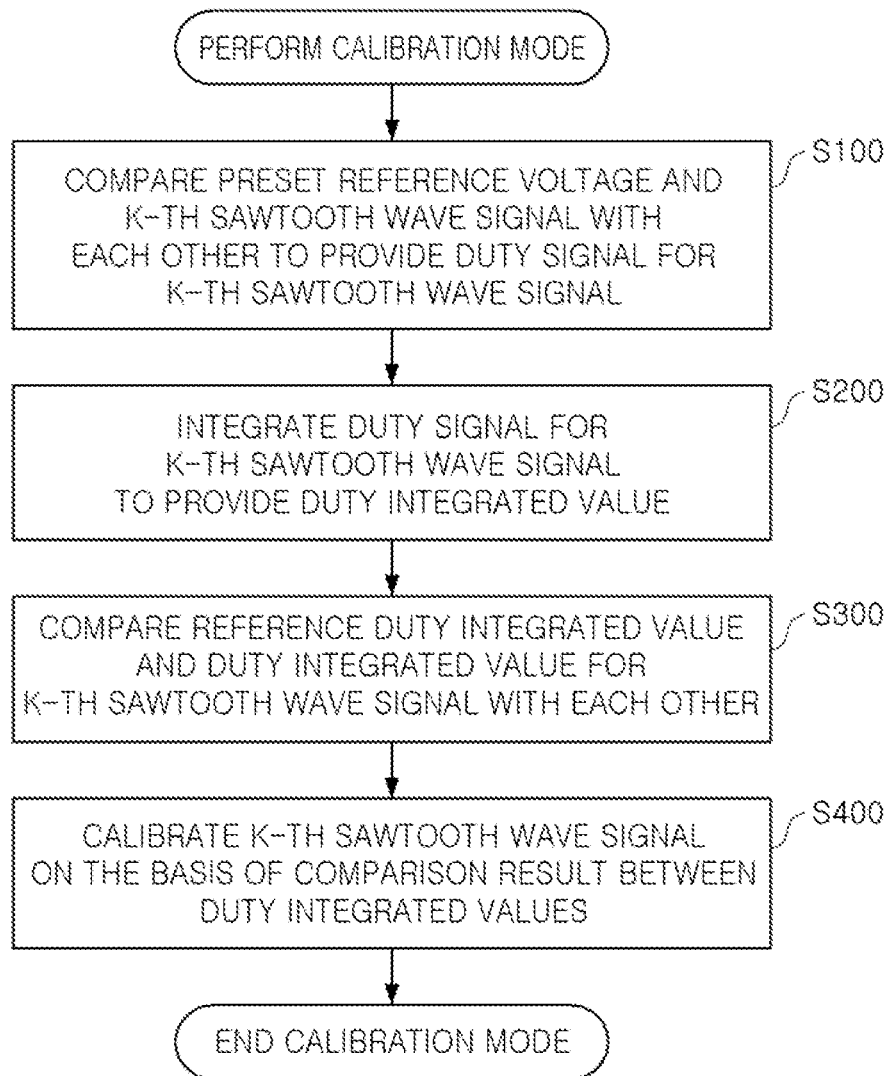 PERFORM CALIBRATION MODE
S100
COMPARE PRESET REFERENCE VOLTAGE AND
K-TH SAWTOOTH WAVE SIGNAL WITH
EACH OTHER TO PROVIDE DUTY SIGNAL FOR
K-TH SAWTOOTH WAVE SIGNAL
S200
INTEGRATE DUTY SIGNAL FOR
K-TH SAWTOOTH WAVE SIGNAL
TO PROVIDE DUTY INTEGRATED VALUE
S300
COMPARE REFERENCE DUTY INTEGRATED VALUE
AND DUTY INTEGRATED VALUE FOR
K-TH SAWTOOTH WAVE SIGNAL WITH EACH OTHER
S400
CALIBRATE K-TH SAWTOOTH WAVE SIGNAL
ON THE BASIS OF COMPARISON RESULT BETWEEN
DUTY INTEGRATED VALUES
END CALIBRATION MODE